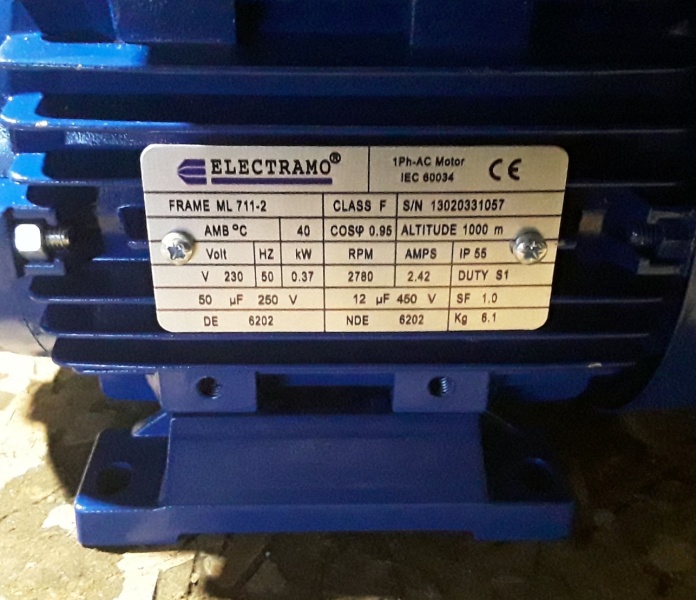 ELECTRAMO® 1Ph-AC Motor CE
IEC 60034
FRAME ML 711-2 CLASS F S/N 13020331057
AMB °C 40 COSφ 0.95 ALTITUDE 1000 m
Volt HZ kW RPM AMPS IP 55
V 230 50 0.37 2780 2.42 DUTY S1
50 µF 250 V 12 µF 450 V SF 1.0
DE 6202 NDE 6202 Kg 6.1